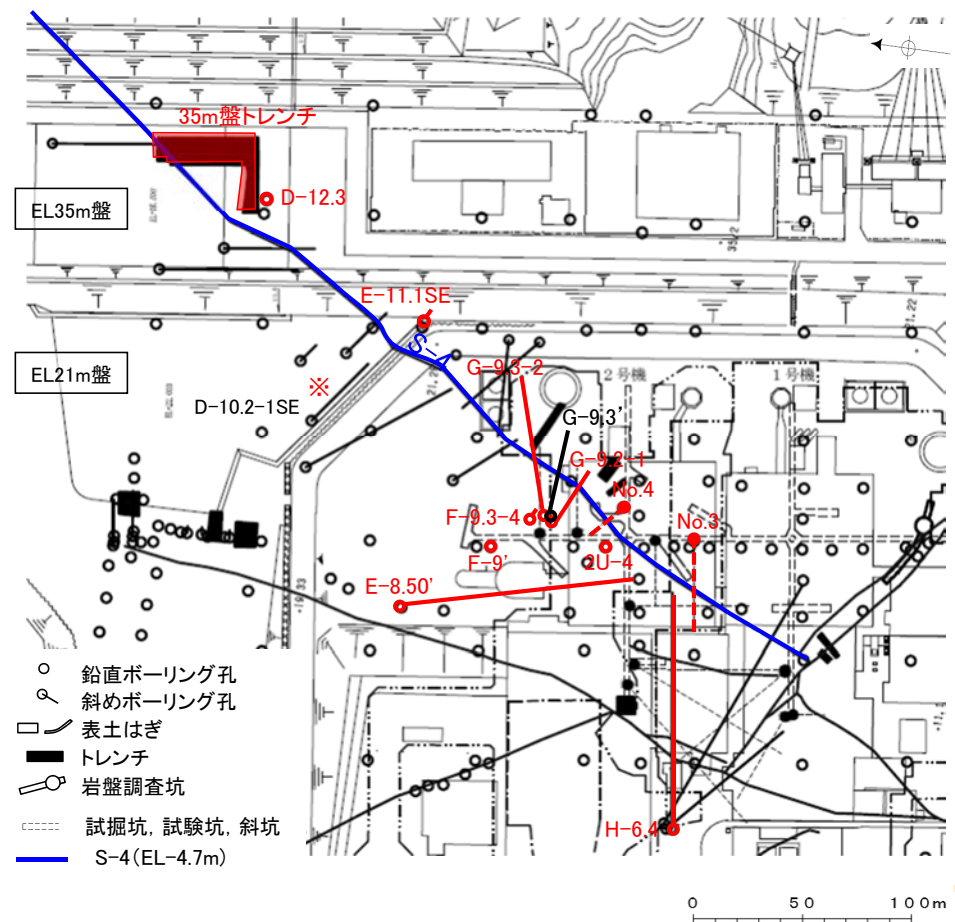 35m盤トレンチ
EL35m盤
D-12.3
35.2
E-11.1SE
21.22
S-4
EL21m盤
G-9.3-2
※
D-10.2-1SE
2号機
1号機
G-9.3'
G-9.2-1
No.4
F-9.3-4
No.3
F-9'
2U-4
E-8.50'
鉛直ボーリング孔
斜めボーリング孔
表土はぎ
トレンチ
岩盤調査坑
試掘坑，試験坑，斜坑
S-4(EL-4.7m)
H-6.4
0 50 100m